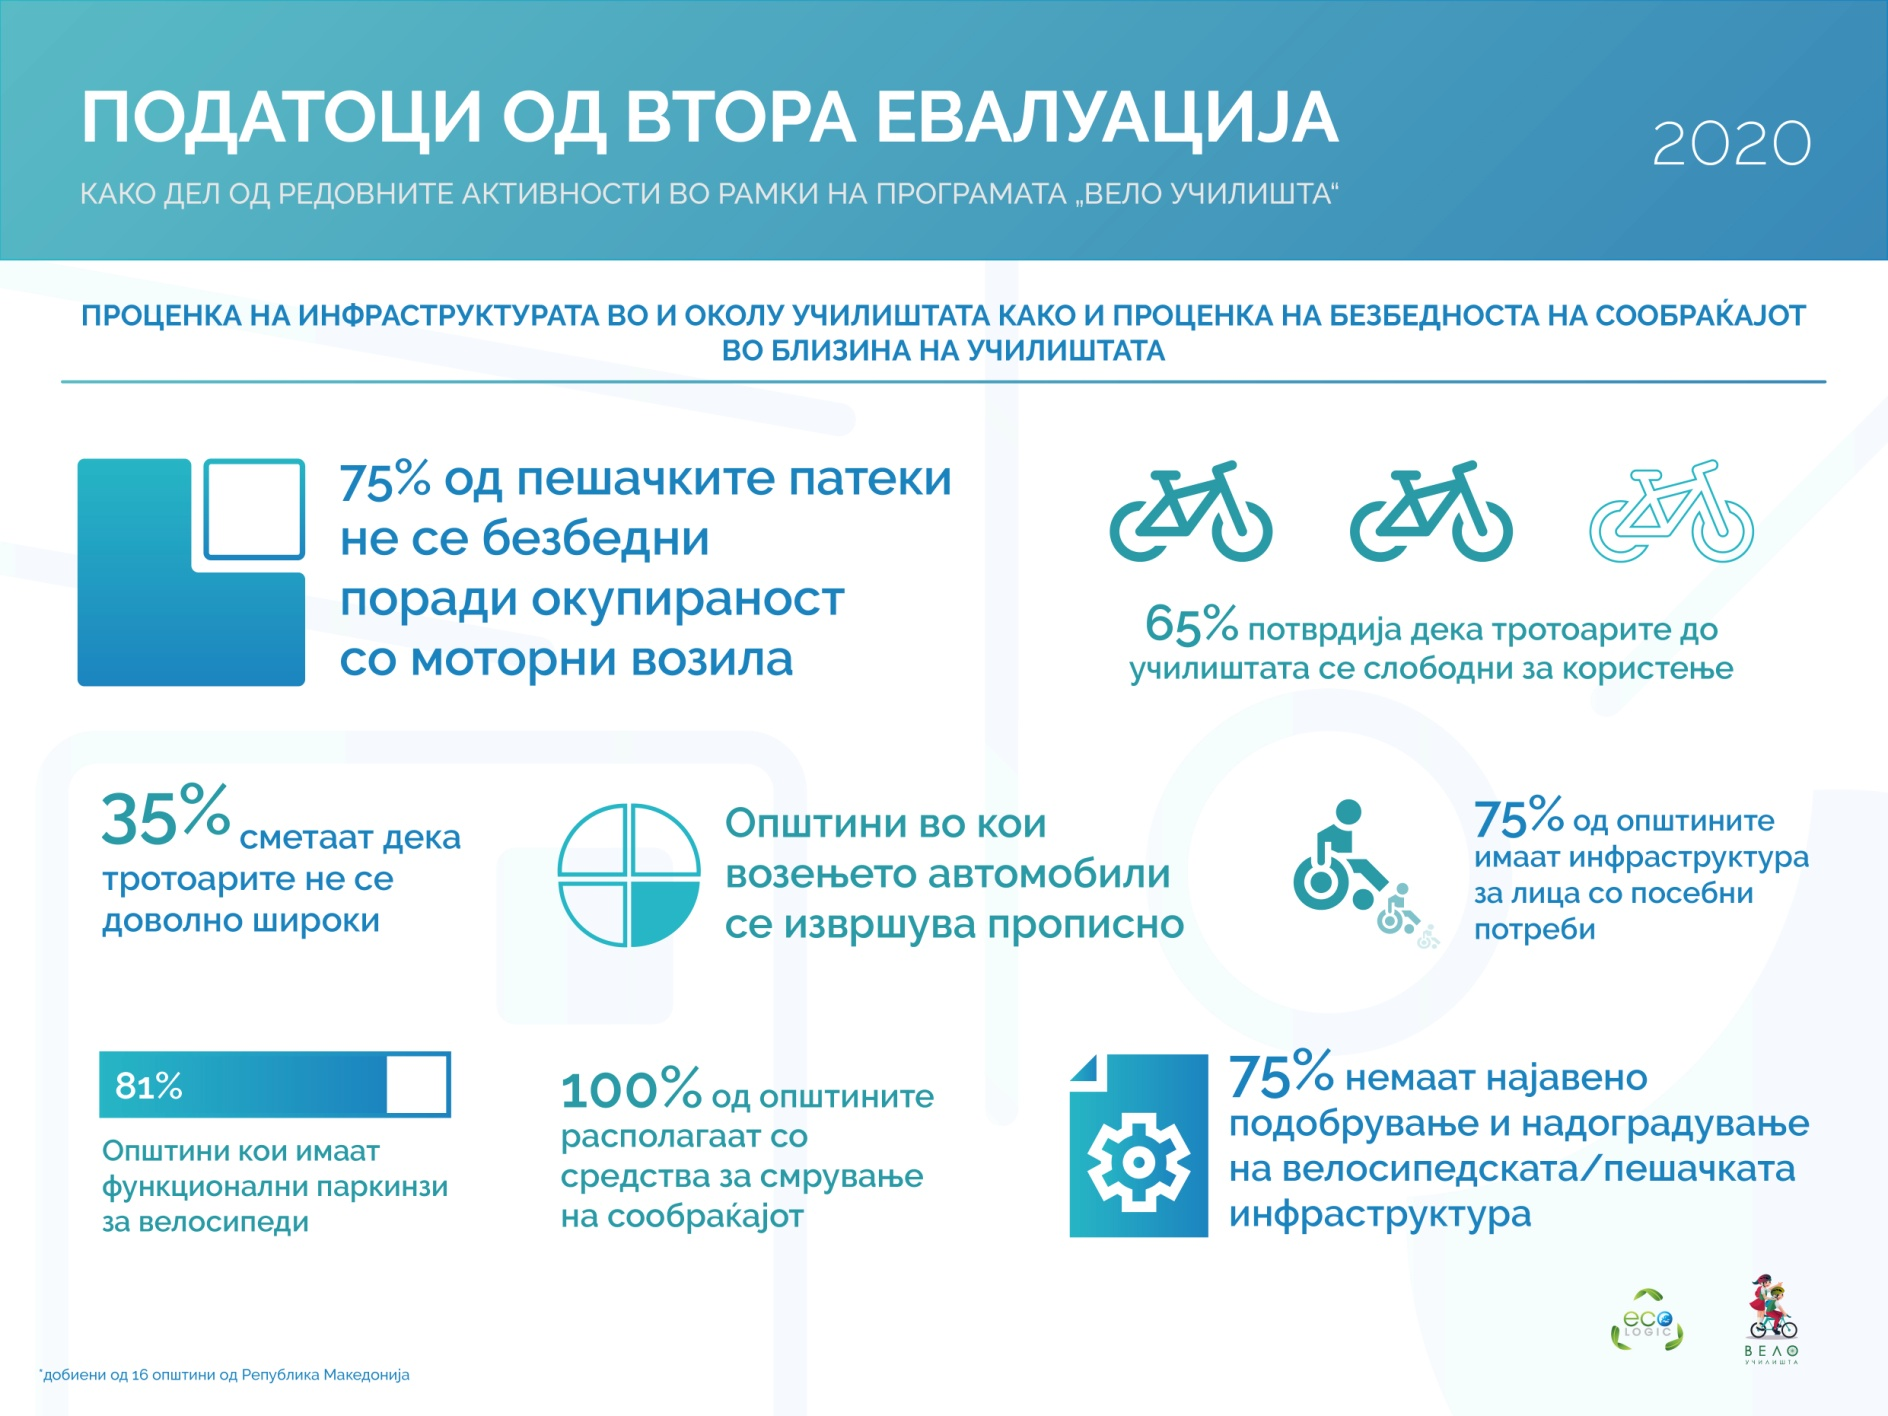 ПОДАТОЦИ ОД ВТОРА ЕВАЛУАЦИЈА
2020
КАКО ДЕЛ ОД РЕДОВНИТЕ АКТИВНОСТИ ВО РАМКИ НА ПРОГРАМАТА „ВЕЛО УЧИЛИШТА“
ПРОЦЕНКА НА ИНФРАСТРУКТУРАТА ВО И ОКОЛУ УЧИЛИШТАТА КАКО И ПРОЦЕНКА НА БЕЗБЕДНОСТА НА СООБРАЌАЈОТ
ВО БЛИЗИНА НА УЧИЛИШТАТА
75% од пешачките патеки
не се безбедни
поради окупираност
со моторни возила
65% потврдија дека тротоарите до
училиштата се слободни за користење
35% сметаат дека
тротоарите не се
доволно широки
Општини во кои
возењето автомобили
се извршува прописно
75% од општините
имаат инфраструктура
за лица со посебни
потреби
81%
Општини кои имаат
функционални паркинзи
за велосипеди
100% од општините
располагаат со
средства за смрување
на сообраќајот
75% немаат најавено
подобрување и надоградување
на велосипедската/пешачката
инфраструктура
eco
LOGIC
ВЕЛО
УЧИЛИШТА
*добиени од 16 општини од Република Македонија